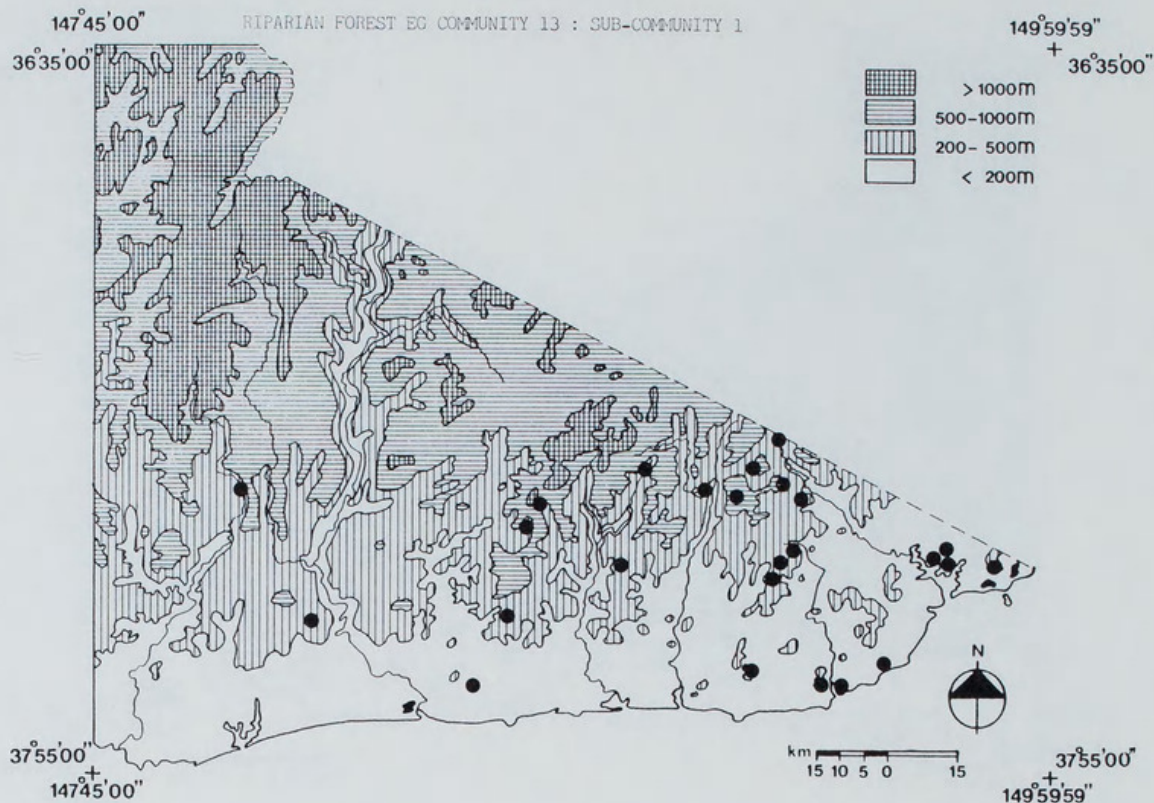 RIPARIAN FOREST EG COMMUNITY 13 : SUB-COMMUNITY 1
147°45'00"
36°35'00"
149°59'59"
36°35'00"
>1000m
500-1000m
200-500m
< 200m
N
37°55'00"
147°45'00"
km
15 10 5 0 15
37°55'00"
149°59'59"